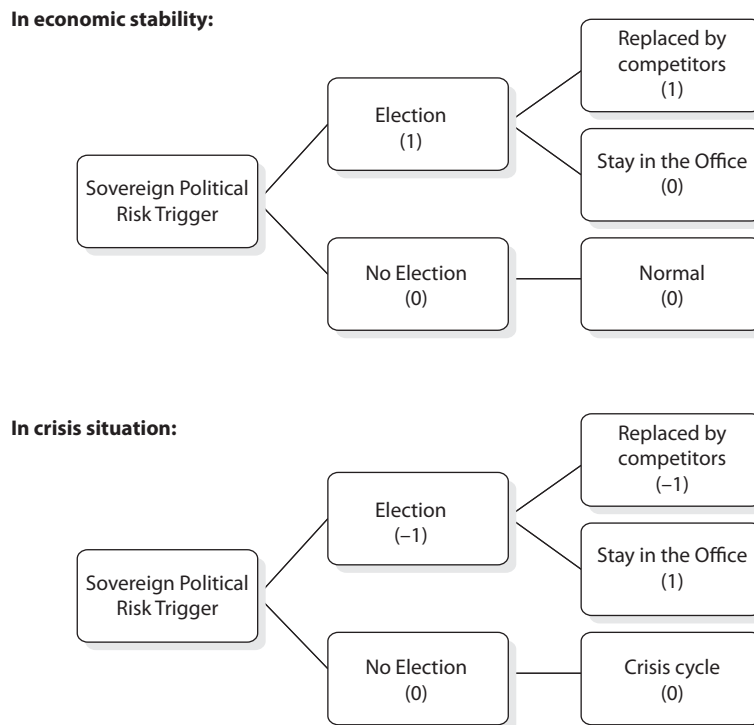 In economic stability:
Replaced by
competitors
(1)
Election
(1)
Stay in the Office
(0)
Sovereign Political
Risk Trigger
No Election
(0)
Normal
(0)
In crisis situation:
Replaced by
competitors
(–1)
Election
(–1)
Stay in the Office
(1)
Sovereign Political
Risk Trigger
No Election
(0)
Crisis cycle
(0)